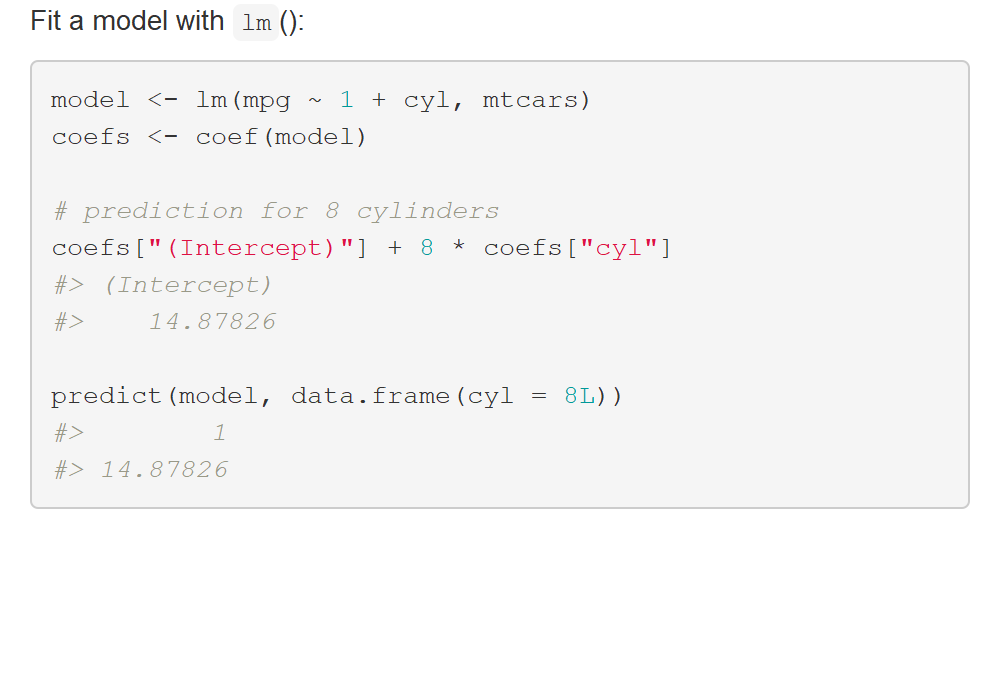 Fit a model with lm():
model <- lm(mpg ~ 1 + cyl, mtcars)
coefs <- coef(model)
# prediction for 8 cylinders
coefs["(Intercept)"] + 8 * coefs["cyl"]
#> (Intercept)
#>    14.87826
predict(model, data.frame(cyl = 8L))
#>        1
#> 14.87826